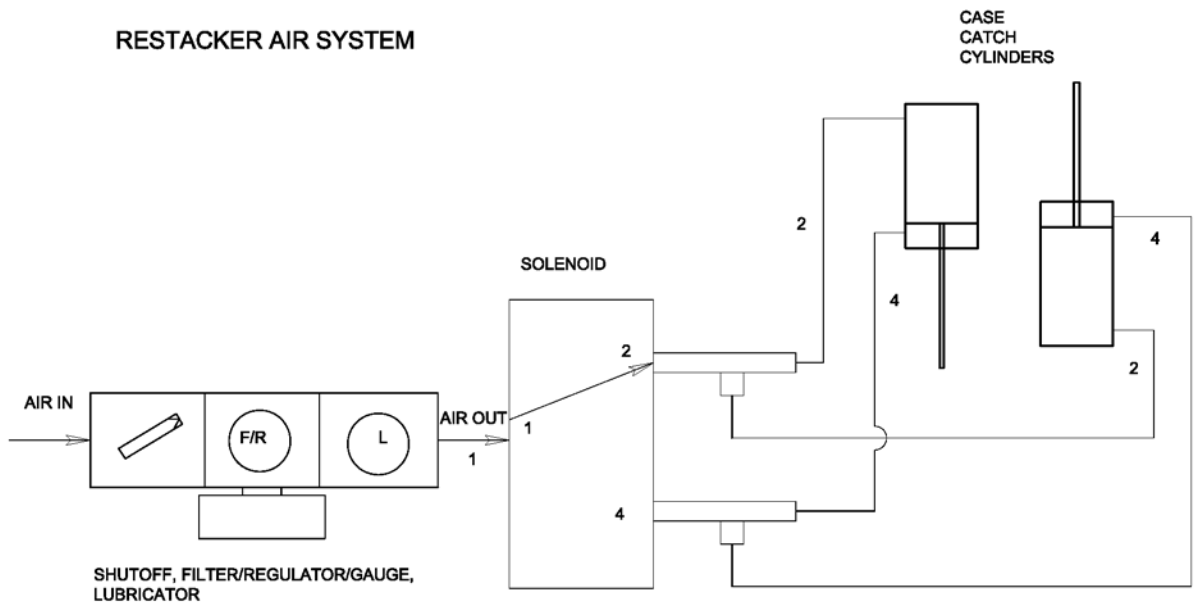 RESTACKER AIR SYSTEM
CASE
CATCH
CYLINDERS
2
4
4
2
SOLENOID
2
1
4
AIR IN
F/R
L
AIR OUT
1
SHUTOFF, FILTER/REGULATOR/GAUGE,
LUBRICATOR